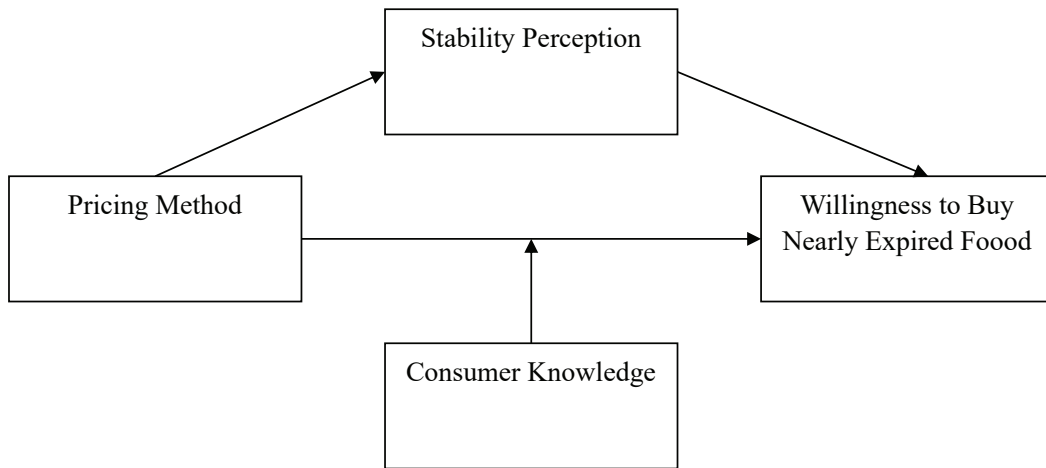 Stability Perception
Pricing Method
Willingness to Buy
Nearly Expired Foood
Consumer Knowledge